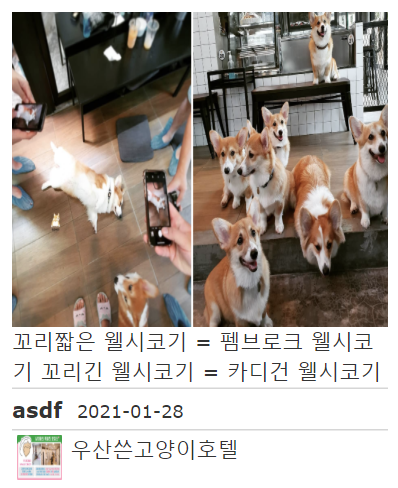 꼬리짧은 웰시코기 = 펨브로크 웰시코
기 꼬리긴 웰시코기 = 카디건 웰시코기
asdf 2021-01-28
우산쓴고양이호텔